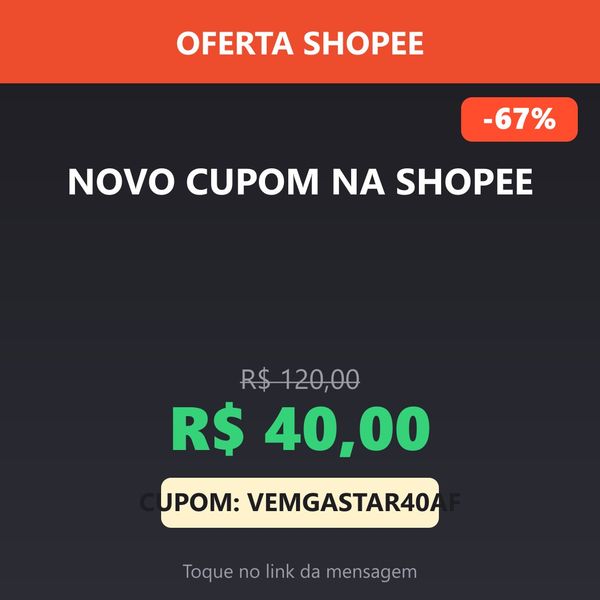 OFERTA SHOPEE
-67%
NOVO CUPOM NA SHOPEE
R$ 120,00
R$ 40,00
CUPOM: VEMGASTAR40AF
Toque no link da mensagem